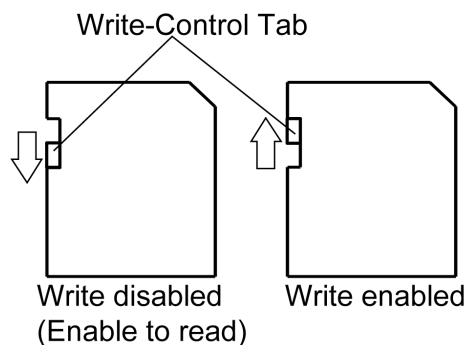 Write-Control Tab
Write disabled
(Enable to read)
Write enabled